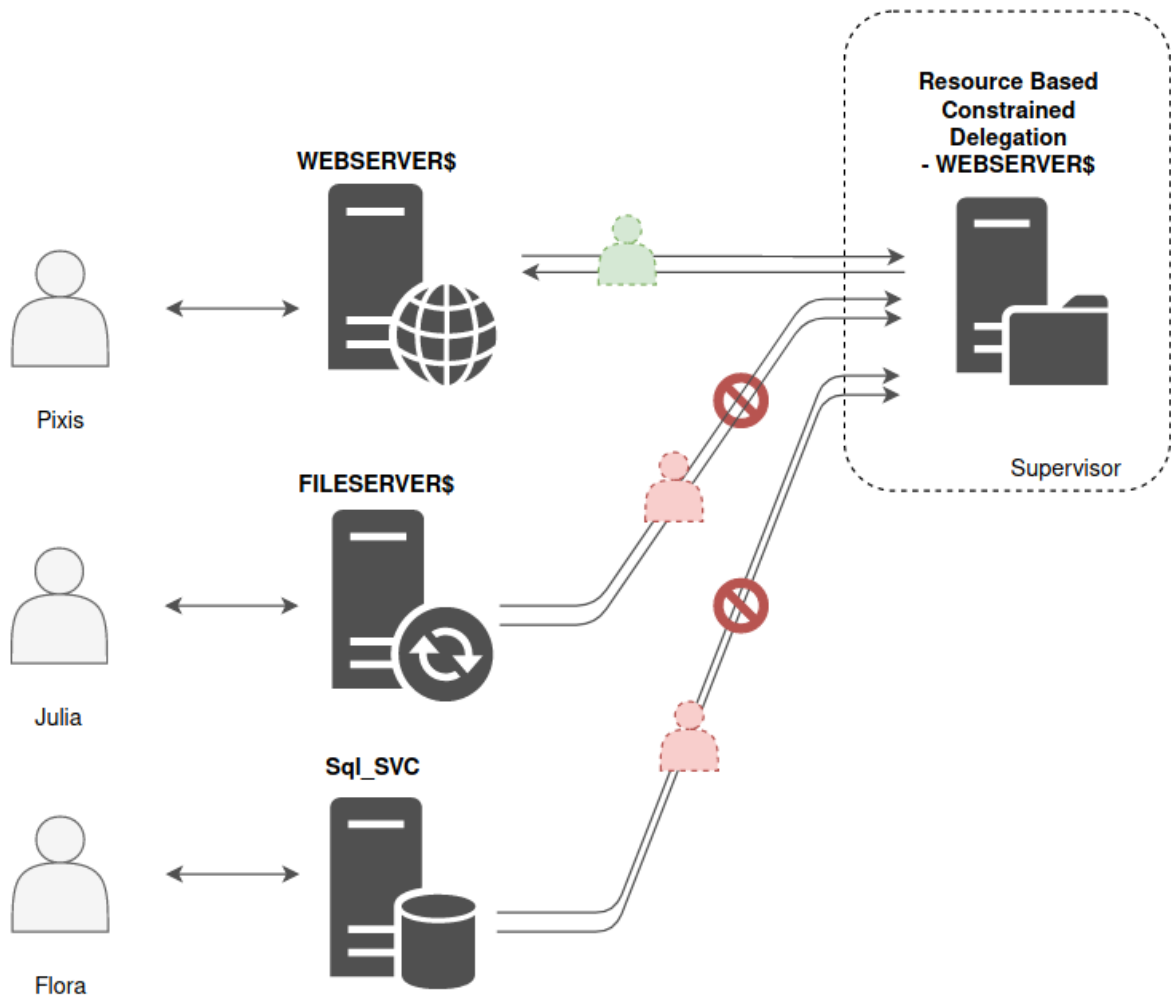 Resource Based
Constrained
Delegation
- WEBSERVER$
WEBSERVER$
Pixis
Supervisor
FILESERVER$
Julia
Sql_SVC
Flora